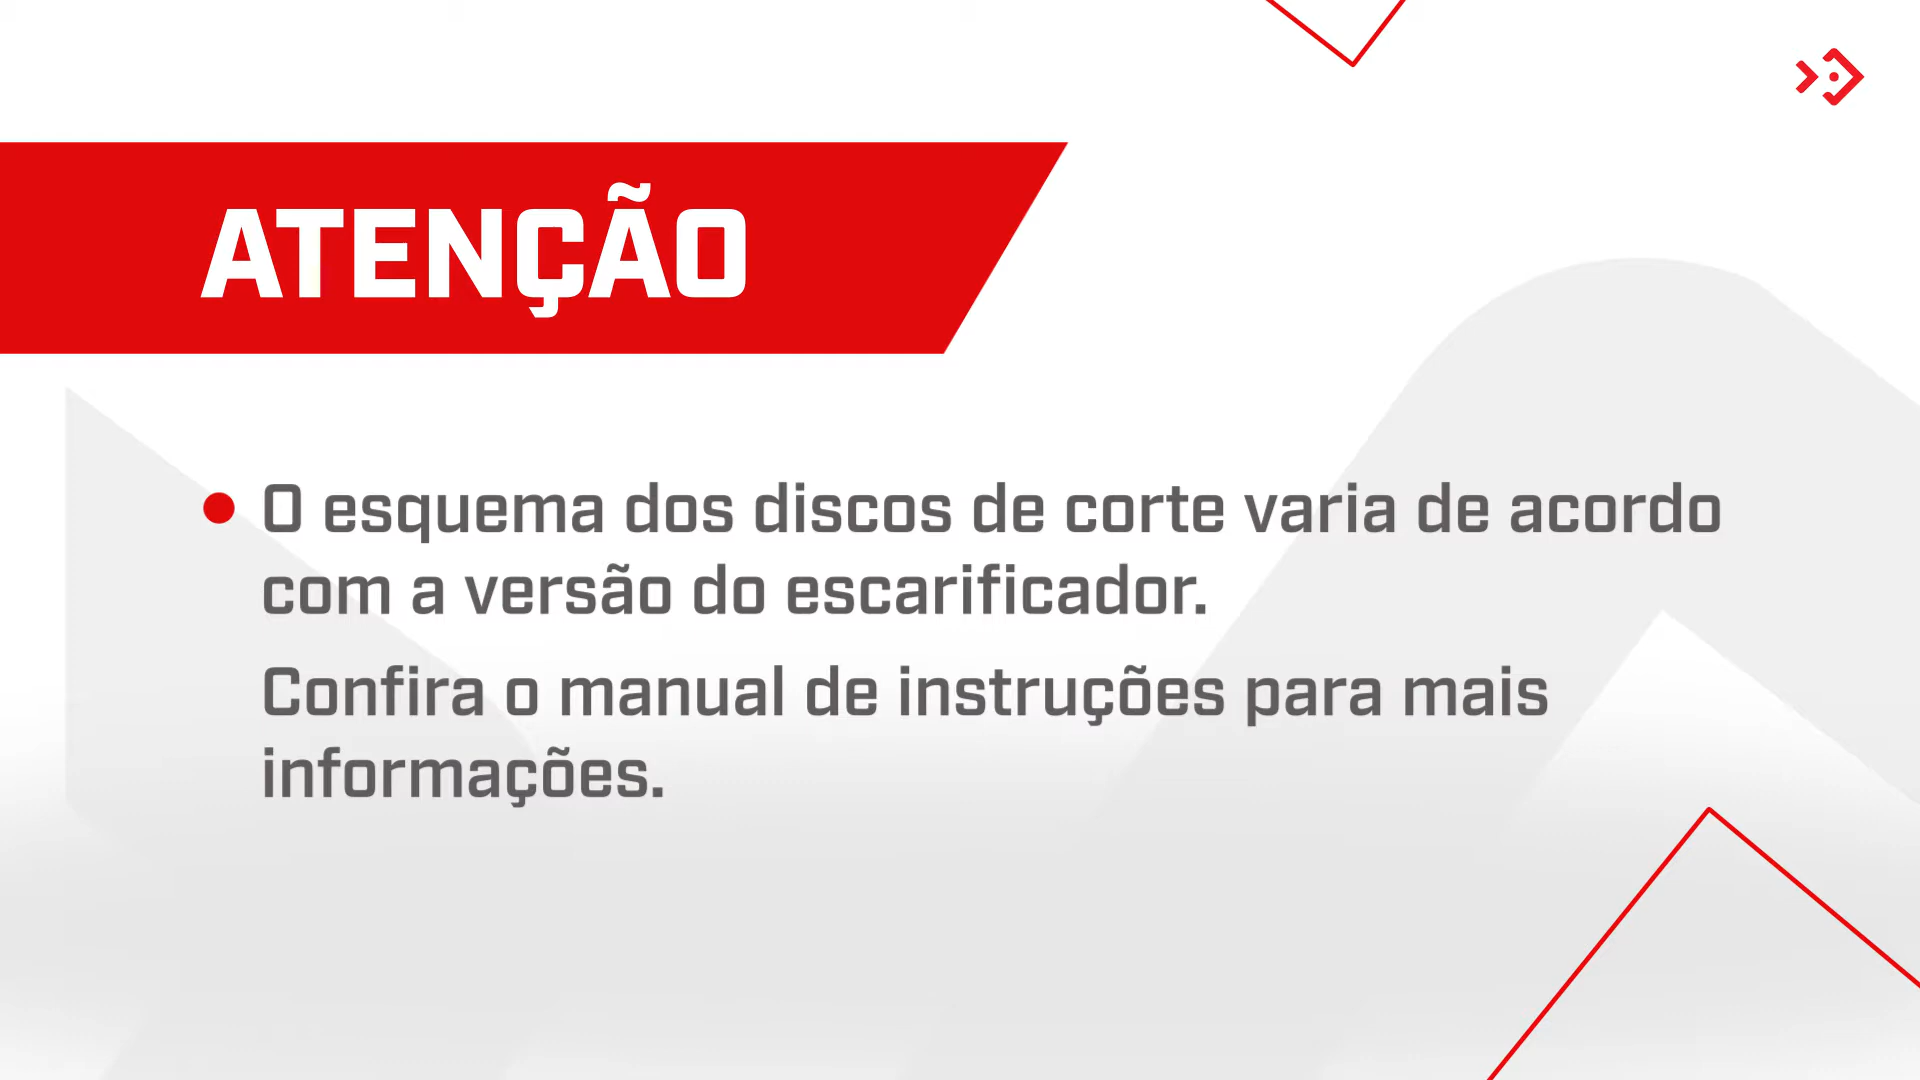 ATENÇÃO
O esquema dos discos de corte varia de acordo
com a versão do escarificador.
Confira o manual de instruções para mais
informações.